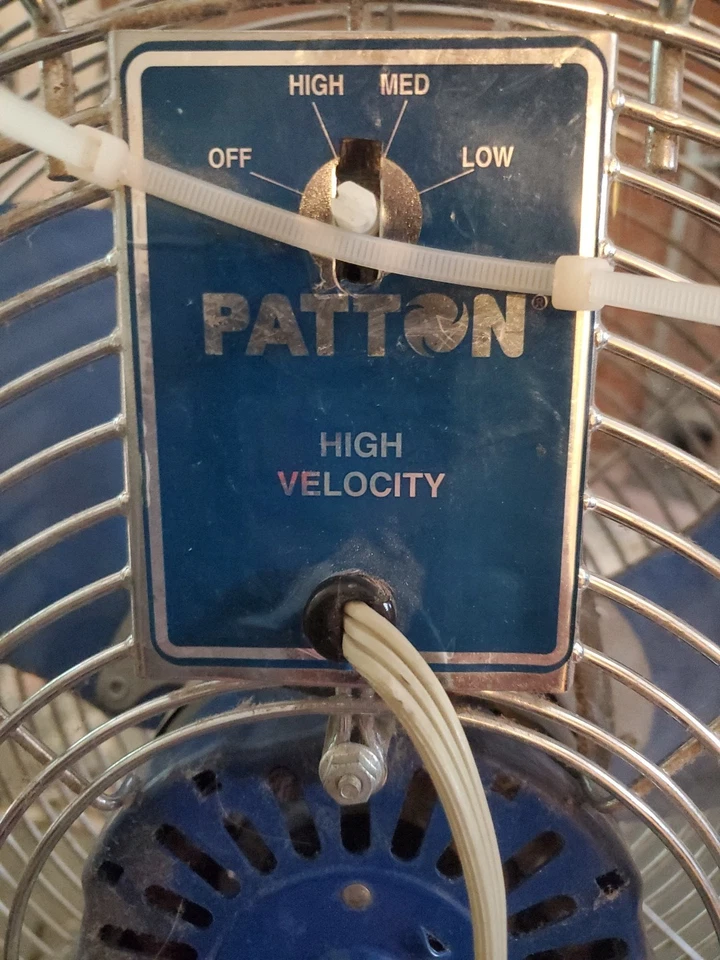 HIGH MED
OFF LOW
PATTON®
HIGH
VELOCITY